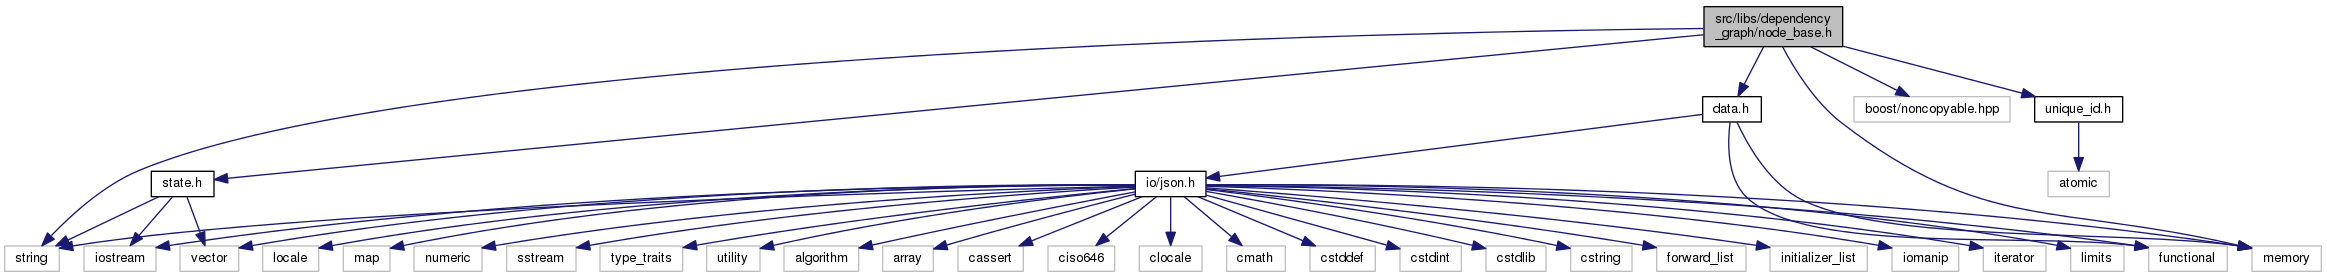 src/libs/dependency
_graph/node_base.h
data.h
boost/noncopyable.hpp
unique_id.h
state.h
io/json.h
atomic
string
iostream
vector
locale
map
numeric
sstream
type_traits
utility
algorithm
array
cassert
ciso646
clocale
cmath
cstddef
cstdint
cstdlib
cstring
forward_list
initializer_list
iomanip
iterator
limits
functional
memory